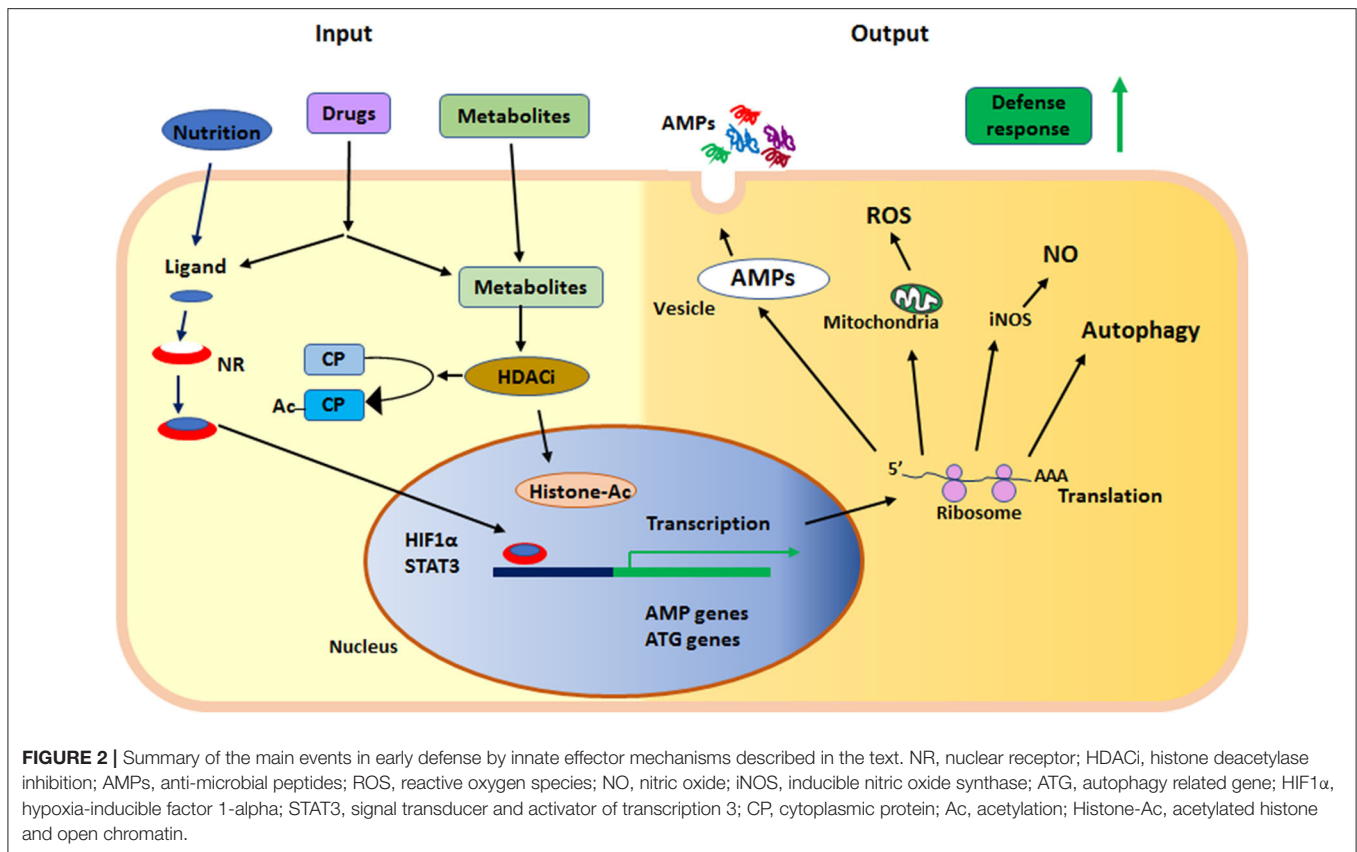 Input
Output
Nutrition
Drugs
Metabolites
AMPs
Defense
response
Ligand
Metabolites
NR
CP
HDACi
Ac
CP
AMPs
Vesicle
ROS
Mitochondria
NO
iNOS
Autophagy
Histone-Ac
Transcription
HIF1α
STAT3
AMP genes
ATG genes
Nucleus
5’
AAA
Translation
Ribosome
FIGURE 2 | Summary of the main events in early defense by innate effector mechanisms described in the text. NR, nuclear receptor; HDACi, histone deacetylase
inhibition; AMPs, anti-microbial peptides; ROS, reactive oxygen species; NO, nitric oxide; iNOS, inducible nitric oxide synthase; ATG, autophagy related gene; HIF1α,
hypoxia-inducible factor 1-alpha; STAT3, signal transducer and activator of transcription 3; CP, cytoplasmic protein; Ac, acetylation; Histone-Ac, acetylated histone
and open chromatin.